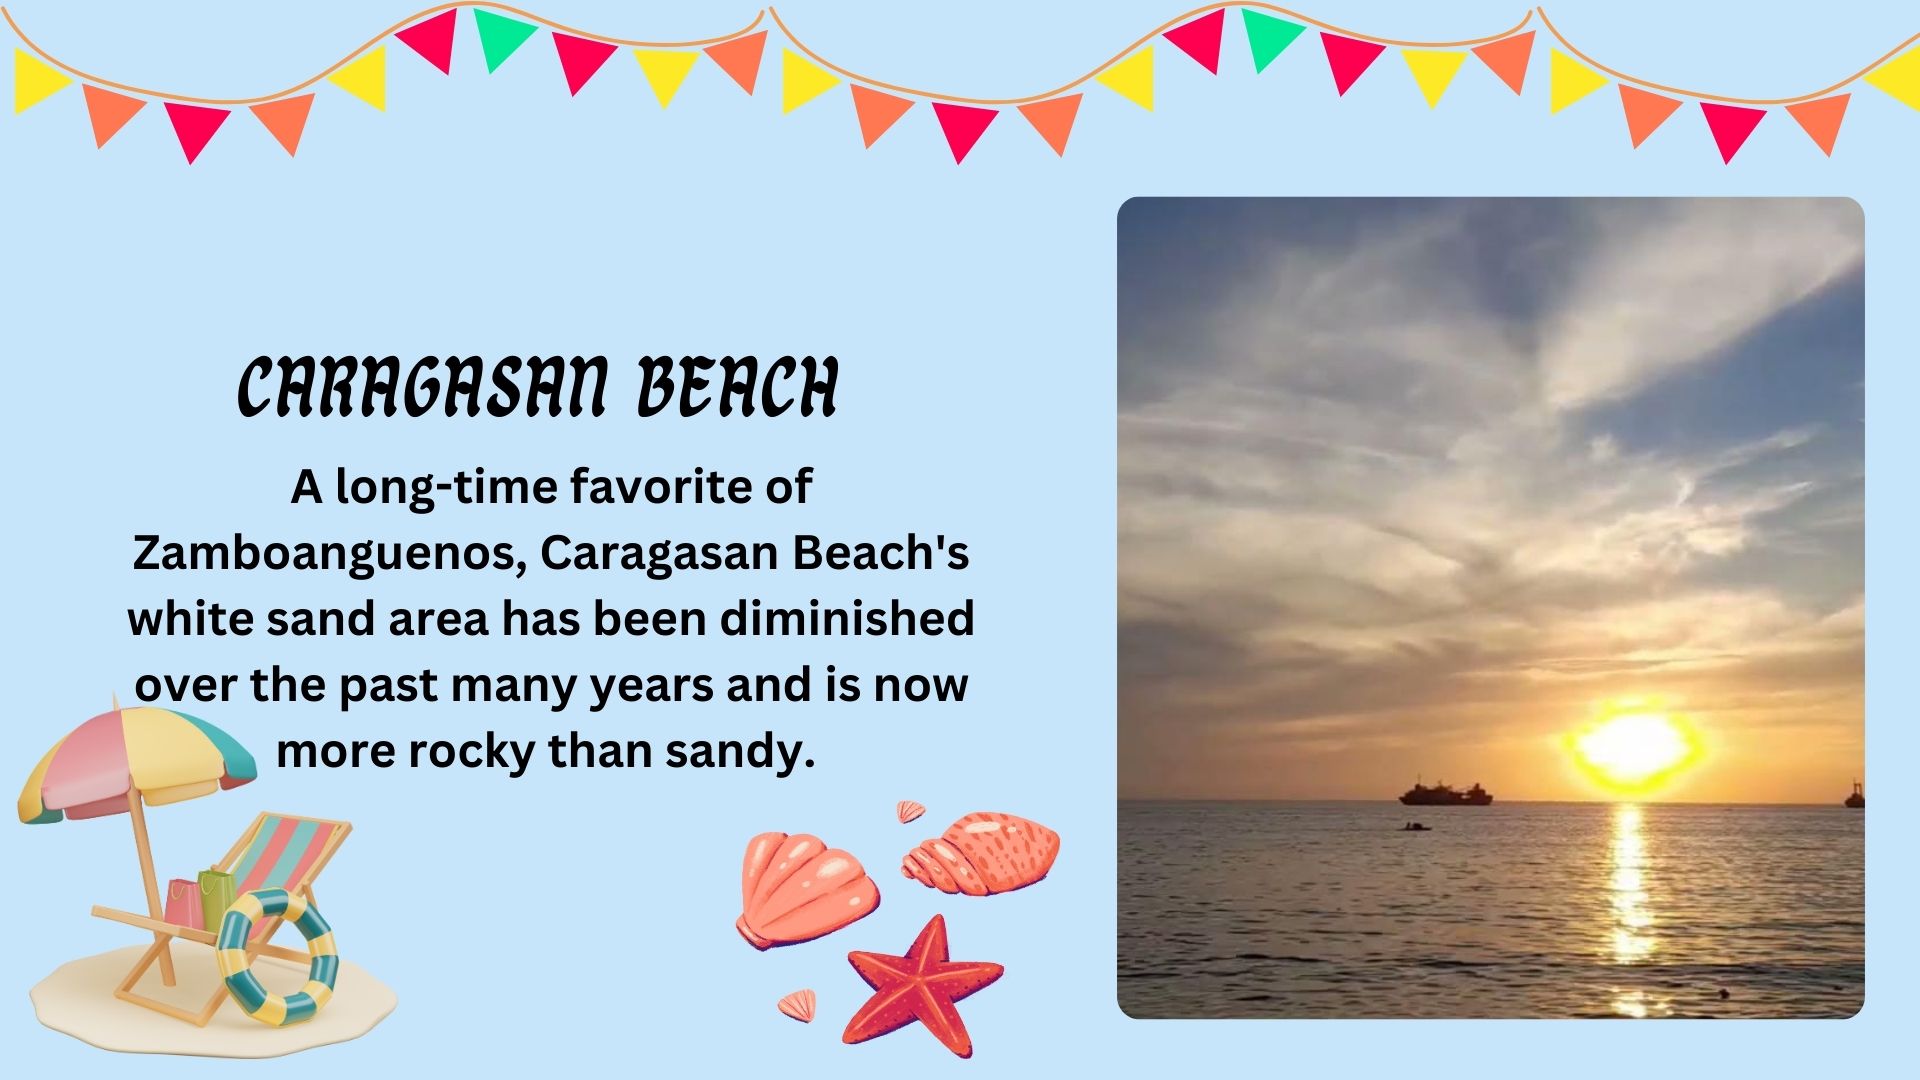 CARAGASAN BEACH
A long-time favorite of
Zamboanguenos, Caragasan Beach's
white sand area has been diminished
over the past many years and is now
more rocky than sandy.